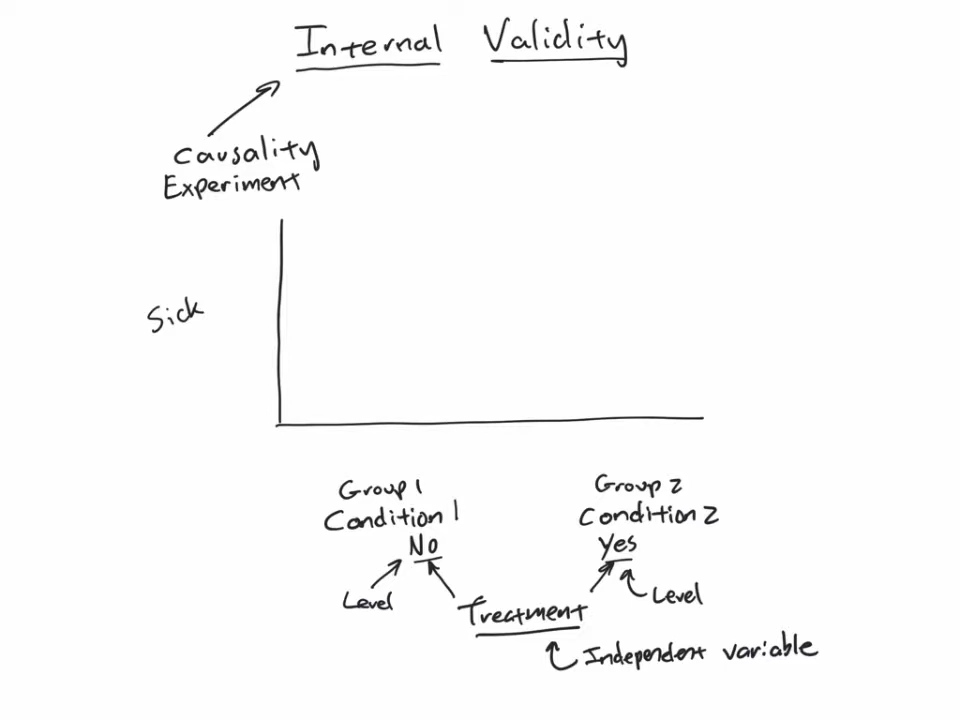 Internal Validity
Causality
Experiment
Sick
Group 1 Group 2
Condition 1 Condition 2
No Yes
Level Treatment Level
Independent variable